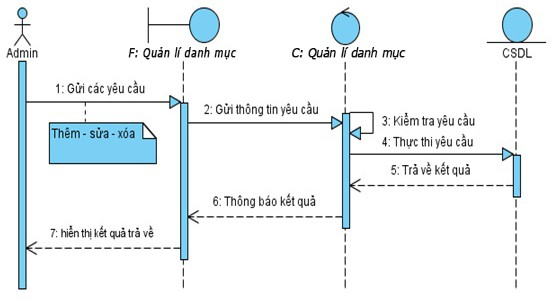 Admin
F: Quản lí danh mục
C: Quản lí danh mục
CSDL
1: Gửi các yêu cầu
Thêm - sửa - xóa
2: Gửi thông tin yêu cầu
3: Kiểm tra yêu cầu
4: Thực thi yêu cầu
5: Trả về kết quả
6: Thông báo kết quả
7: hiển thị kết quả trả về